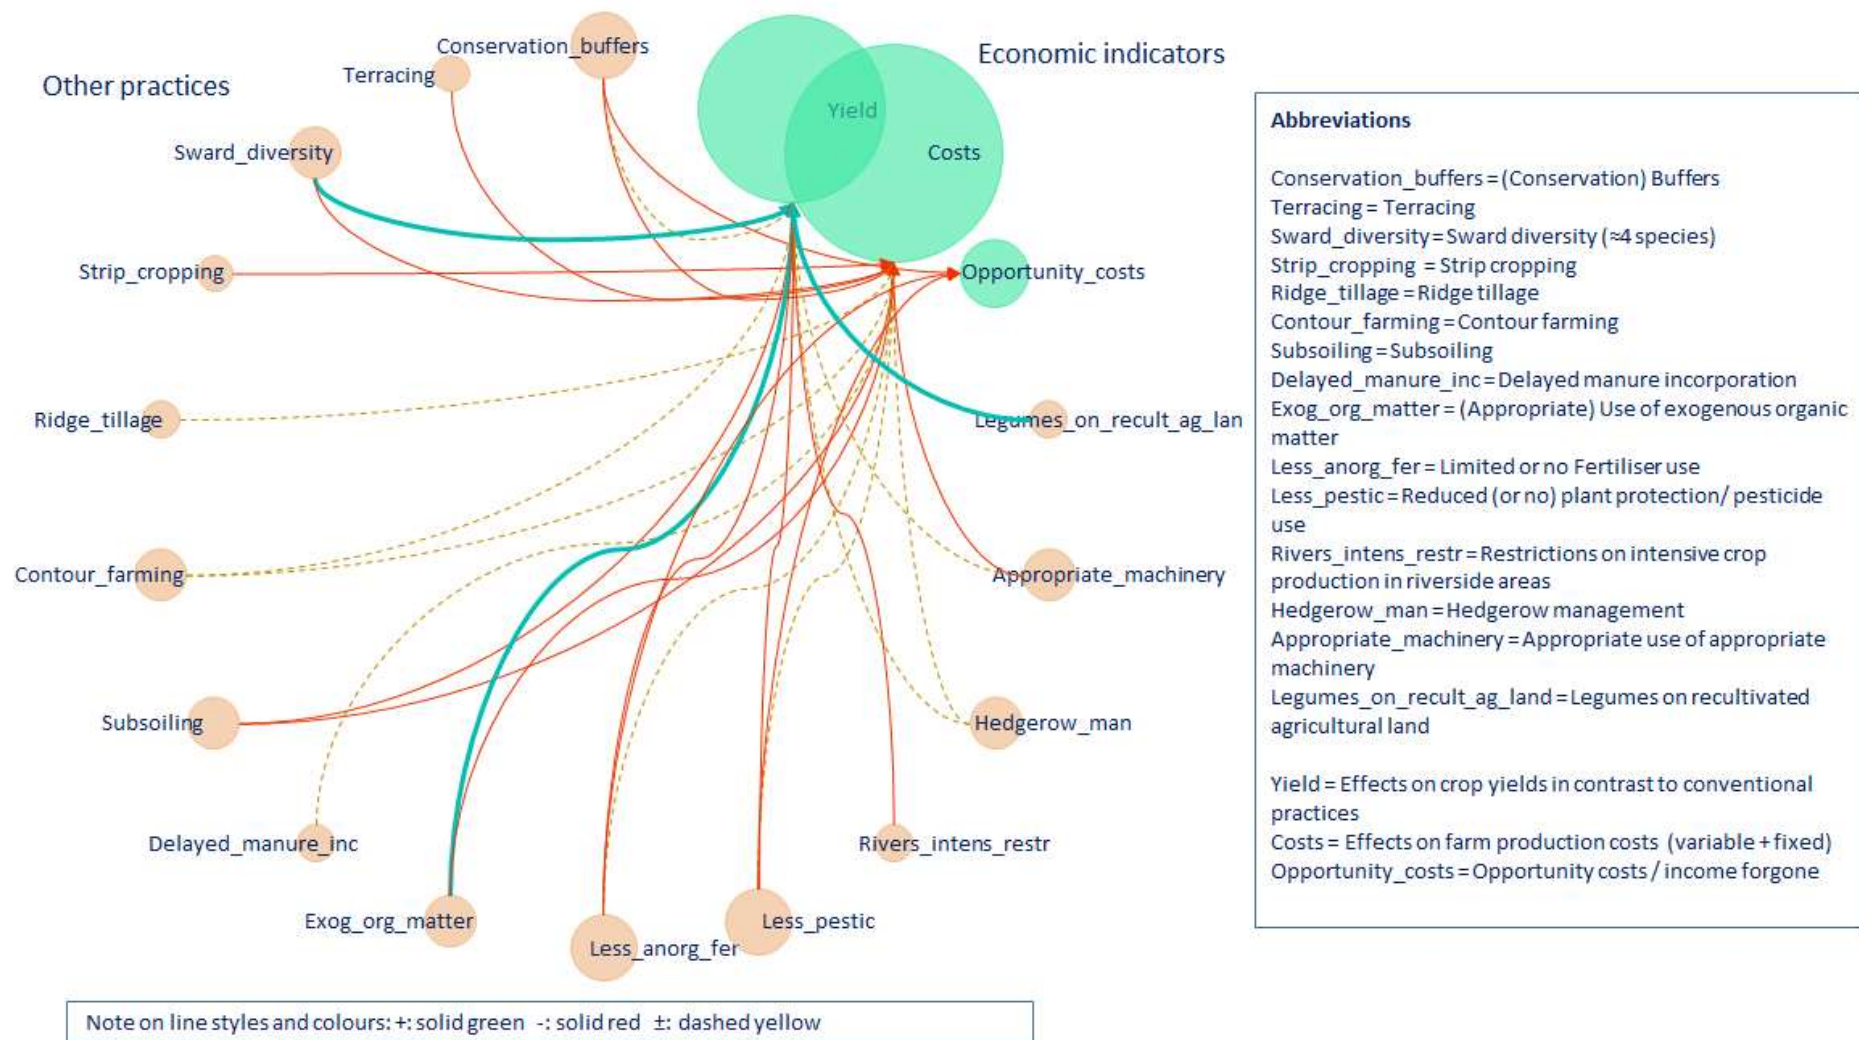 Conservation_buffers
Economic indicators
Terracing
Other practices
Yield
Costs
Sward_diversity
Strip_cropping
Opportunity_costs
Ridge_tillage
Legumes_on_recult_ag_lan
Contour_farming
Appropriate_machinery
Subsoiling
Hedgerow_man
Delayed_manure_inc
Rivers_intens_restr
Exog_org_matter
Less_pestic
Less_anorg_fer
Abbreviations
Conservation_buffers = (Conservation) Buffers
Terracing = Terracing
Sward_diversity = Sward diversity (≈4 species)
Strip_cropping = Strip cropping
Ridge_tillage = Ridge tillage
Contour_farming = Contour farming
Subsoiling = Subsoiling
Delayed_manure_inc = Delayed manure incorporation
Exog_org_matter = (Appropriate) Use of exogenous organic
matter
Less_anorg_fer = Limited or no Fertiliser use
Less_pestic = Reduced (or no) plant protection/ pesticide
use
Rivers_intens_restr = Restrictions on intensive crop
production in riverside areas
Hedgerow_man = Hedgerow management
Appropriate_machinery = Appropriate use of appropriate
machinery
Legumes_on_recult_ag_land = Legumes on recultivated
agricultural land
Yield = Effects on crop yields in contrast to conventional
practices
Costs = Effects on farm production costs (variable + fixed)
Opportunity_costs = Opportunity costs / income forgone
Note on line styles and colours: +: solid green -: solid red ±: dashed yellow